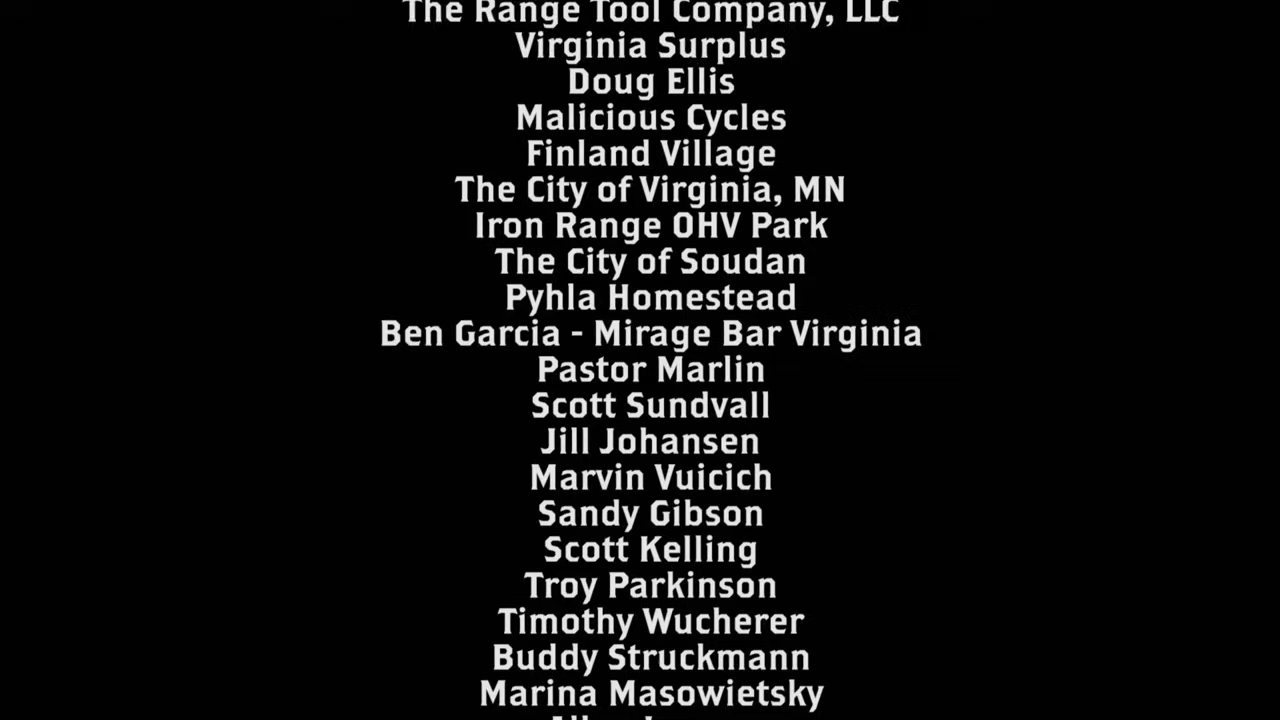 The Range Tool Company, LLC
Virginia Surplus
Doug Ellis
Malicious Cycles
Finland Village
The City of Virginia, MN
Iron Range OHV Park
The City of Soudan
Pyhla Homestead
Ben Garcia - Mirage Bar Virginia
Pastor Marlin
Scott Sundvall
Jill Johansen
Marvin Vuicich
Sandy Gibson
Scott Kelling
Troy Parkinson
Timothy Wucherer
Buddy Struckmann
Marina Masowietsky